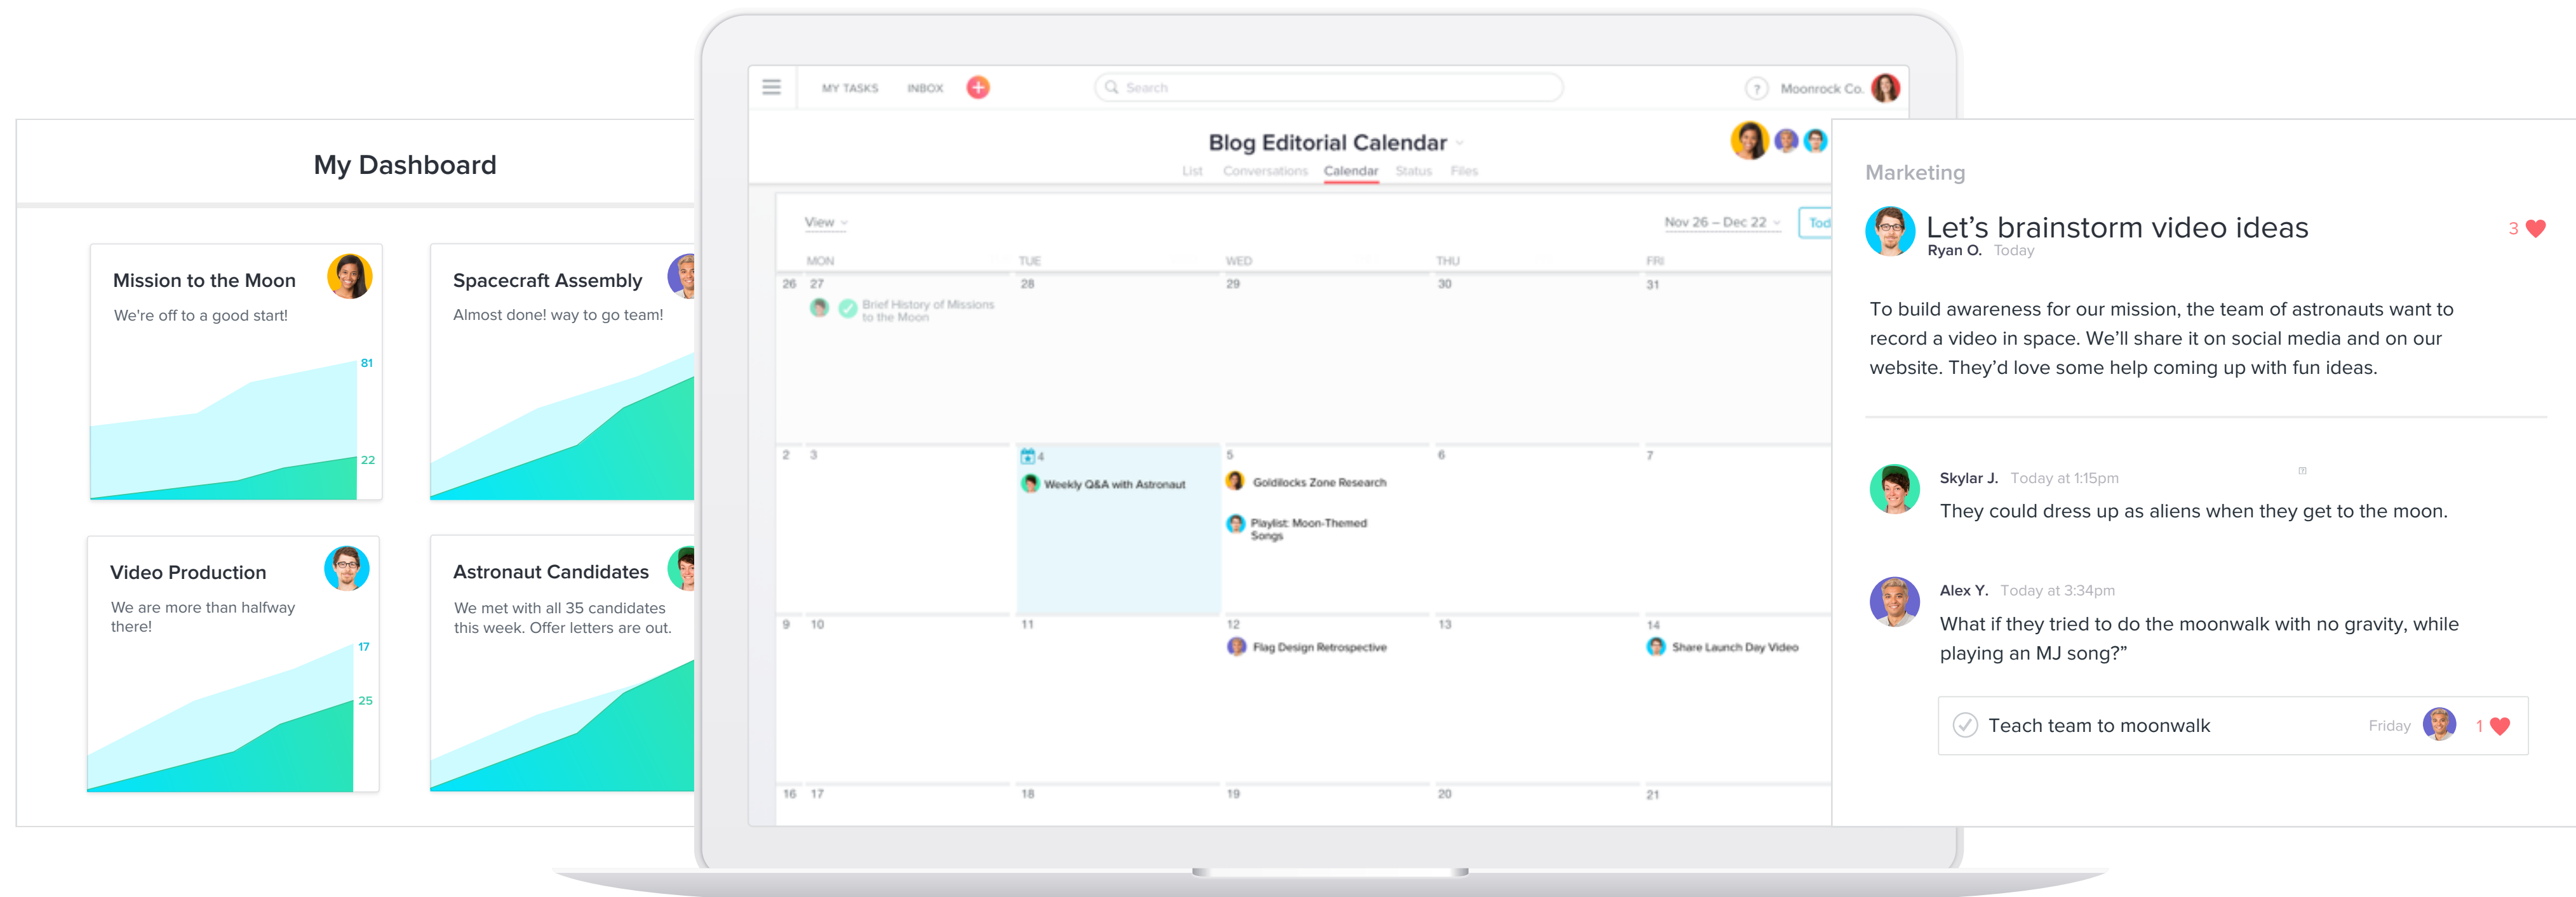 My Dashboard
Mission to the Moon
We're off to a good start!
81
22
Spacecraft Assembly
Almost done! way to go team!
Video Production
We are more than halfway
there!
17
25
Astronaut Candidates
We met with all 35 candidates
this week. Offer letters are out.
MY TASKS
INBOX
Search
?
Moonrock Co.
Blog Editorial Calendar
List Conversations Calendar Status Files
View
Nov 26 – Dec 22
Tod
MON TUE WED THU FRI
26 27 28 29 30 31
Brief History of Missions
to the Moon
2 3 4 5 6 7
Weekly Q&A with Astronaut
Goldilocks Zone Research
Playlist: Moon-Themed
Songs
9 10 11 12 13 14
Flag Design Retrospective
Share Launch Day Video
16 17 18 19 20 21
Marketing
Let’s brainstorm video ideas
3
Ryan O. Today
To build awareness for our mission, the team of astronauts want to
record a video in space. We’ll share it on social media and on our
website. They’d love some help coming up with fun ideas.
Skylar J. Today at 1:15pm
They could dress up as aliens when they get to the moon.
Alex Y. Today at 3:34pm
What if they tried to do the moonwalk with no gravity, while
playing an MJ song?”
Teach team to moonwalk
Friday
1